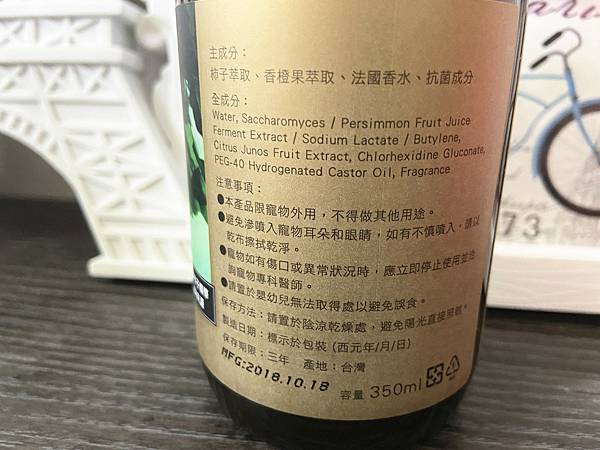 主成分：
柿子萃取、香橙果萃取、法國香水、抗菌成分
全成分：
Water, Saccharomyces / Persimmon Fruit Juice
Ferment Extract / Sodium Lactate / Butylene,
Citrus Junos Fruit Extract, Chlorhexidine Gluconate,
PEG-40 Hydrogenated Castor Oil, Fragrance
注意事項：
●本產品限寵物外用，不得做其他用途。
●避免滲噴入寵物耳朵和眼睛，如有不慎噴入，請以
乾布擦拭乾淨。
●寵物如有傷口或異常狀況時，應立即停止使用並洽
詢寵物專科醫師。
●請置於嬰幼兒無法取得處以避免誤食。
保存方法：請置於陰涼乾燥處，避免陽光直接照射。
製造日期：標示於包裝 (西元年/月/日)
保存期限：三年 產地：台灣
MFG:2018.10.18
容量 350ml
73